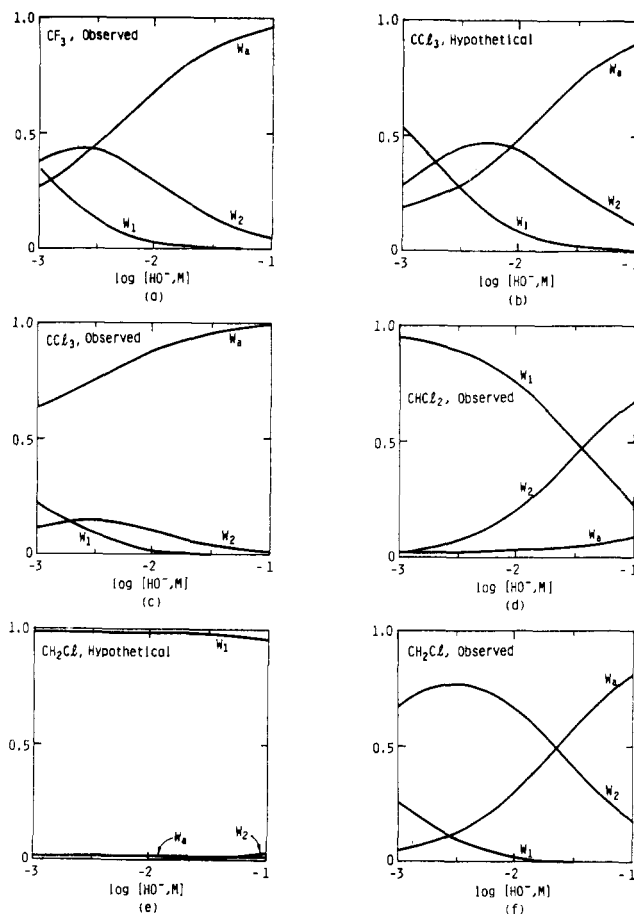 CF₃, Observed
1.0
0.5
0
Wₐ
W₂
W₁
-3
-2
-1
log [HO⁻,M]
(a)
CCℓ₃, Hypothetical
1.0
0.5
0
Wₐ
W₂
W₁
-3
-2
-1
log [HO⁻,M]
(b)
CCℓ₃, Observed
1.0
0.5
0
Wₐ
W₂
W₁
-3
-2
-1
log [HO⁻,M]
(c)
CHCℓ₂, Observed
1.0
0.5
0
W₁
W₂
Wₐ
-3
-2
-1
log [HO⁻,M]
(d)
CH₂Cℓ, Hypothetical
1.0
0.5
0
W₁
Wₐ
W₂
-3
-2
-1
log [HO⁻,M]
(e)
CH₂Cℓ, Observed
1.0
0.5
0
Wₐ
W₂
W₁
-3
-2
-1
log [HO⁻,M]
(f)